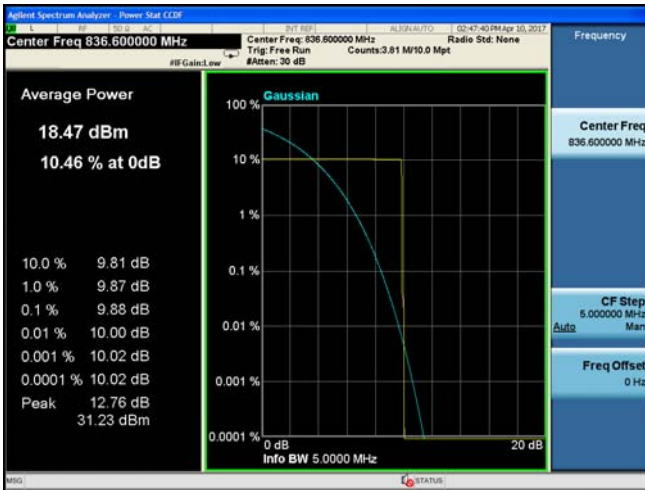 Agilent Spectrum Analyzer - Power Stat CCDF
L RF 50 Ω AC INT REF ALIGNAUTO 02:47:40 PM Apr 10, 2017
Center Freq 836.600000 MHz
Center Freq: 836.600000 MHz Radio Std: None
Trig: Free Run Counts:3.81 M/10.0 Mpt
#IFGain:Low #Atten: 30 dB
Frequency
Average Power
18.47 dBm
10.46 % at 0dB
10.0 % 9.81 dB
1.0 % 9.87 dB
0.1 % 9.88 dB
0.01 % 10.00 dB
0.001 % 10.02 dB
0.0001 % 10.02 dB
Peak 12.76 dB
31.23 dBm
Gaussian
100 %
10 %
1 %
0.1 %
0.01 %
0.001 %
0.0001 %
0 dB 20 dB
Info BW 5.0000 MHz
Center Freq
836.600000 MHz
CF Step
5.000000 MHz
Auto Man
Freq Offset
0 Hz
MSG STATUS